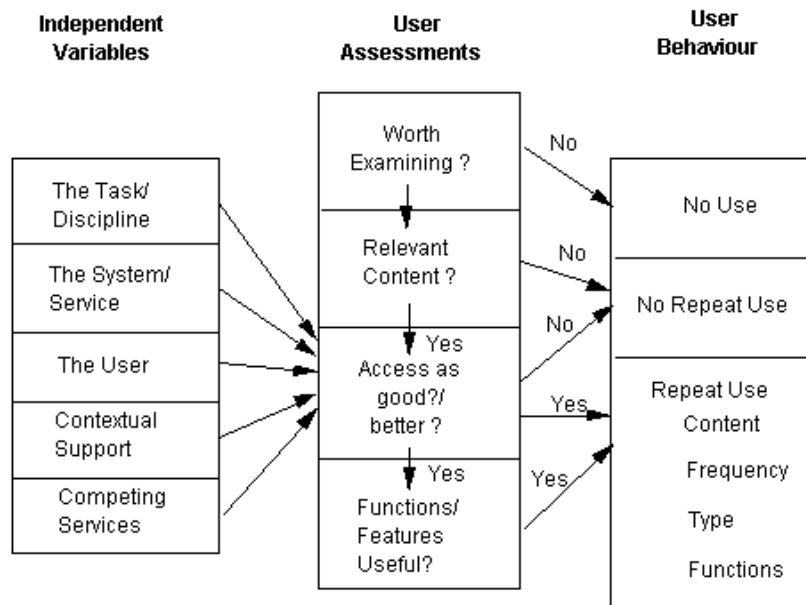 Independent
Variables
User
Assessments
User
Behaviour
The Task/
Discipline
The System/
Service
The User
Contextual
Support
Competing
Services
Worth
Examining ?
No
Relevant
Content ?
No
Yes
No
Access as
good?/
better ?
Yes
Yes
Yes
Functions/
Features
Useful?
No Use
No Repeat Use
Repeat Use
Content
Frequency
Type
Functions